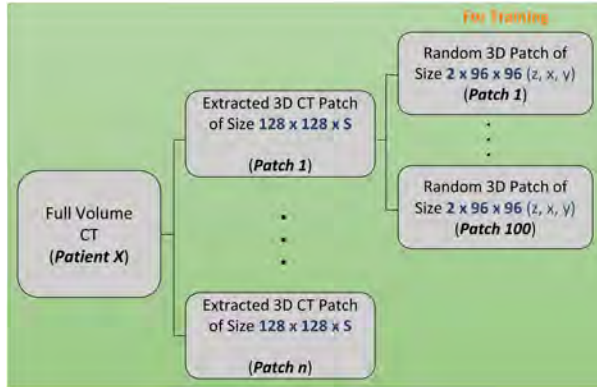 For Training
Random 3D Patch of
Size 2 x 96 x 96 (z, x, y)
(Patch 1)
Extracted 3D CT Patch
of Size 128 x 128 x S
(Patch 1)
Random 3D Patch of
Size 2 x 96 x 96 (z, x, y)
(Patch 100)
Full Volume
CT
(Patient X)
Extracted 3D CT Patch
of Size 128 x 128 x S
(Patch n)